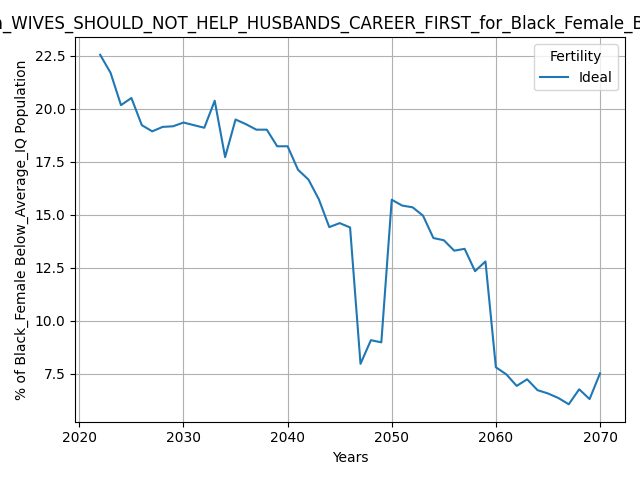 _WIVES_SHOULD_NOT_HELP_HUSBANDS_CAREER_FIRST_for_Black_Female_
% of Black_Female Below_Average_IQ Population
22.5
20.0
17.5
15.0
12.5
10.0
7.5
Fertility
Ideal
2020 2030 2040 2050 2060 2070
Years